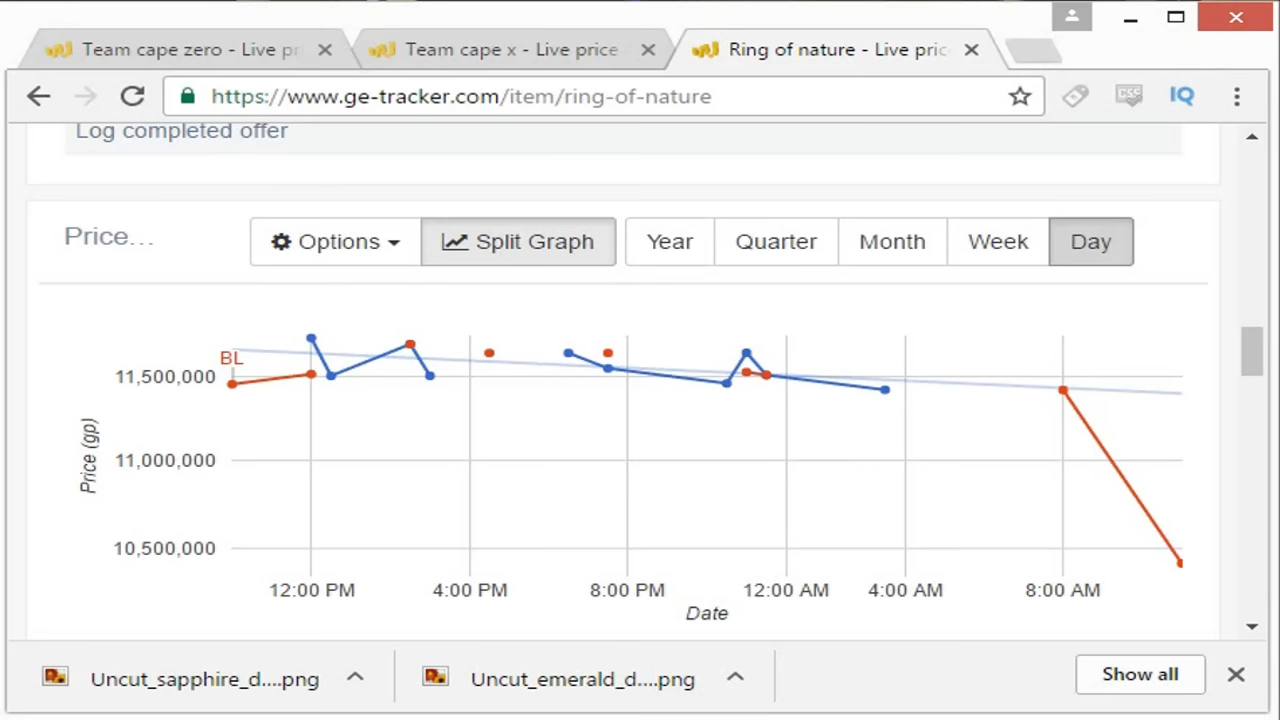 Team cape zero - Live pr
Team cape x - Live price
Ring of nature - Live pric
https://www.ge-tracker.com/item/ring-of-nature
CSS
IQ
Log completed offer
Price...
Options
Split Graph
Year
Quarter
Month
Week
Day
BL
11,500,000
11,000,000
10,500,000
Price (gp)
12:00 PM
4:00 PM
8:00 PM
12:00 AM
4:00 AM
8:00 AM
Date
Uncut_sapphire_d....png
Uncut_emerald_d....png
Show all